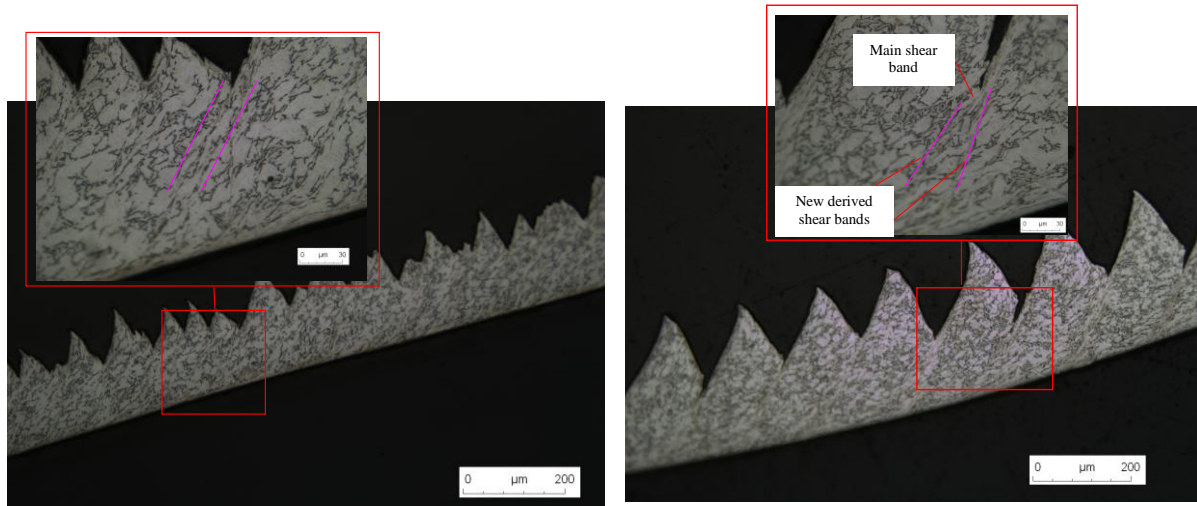 Main shear
band
New derived
shear bands
0 µm 30
0 µm 30
0 µm 200
0 µm 200